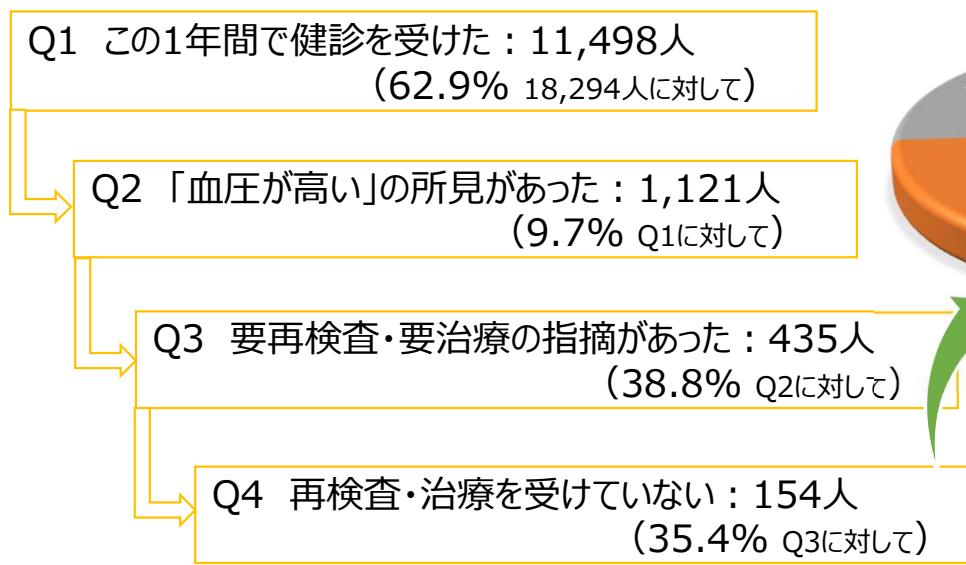 Q1 この1年間で健診を受けた：11,498人
（62.9% 18,294人に対して）
Q2 「血圧が高い」の所見があった：1,121人
（9.7% Q1に対して）
Q3 要再検査・要治療の指摘があった：435人
（38.8% Q2に対して）
Q4 再検査・治療を受けていない：154人
（35.4% Q3に対して）